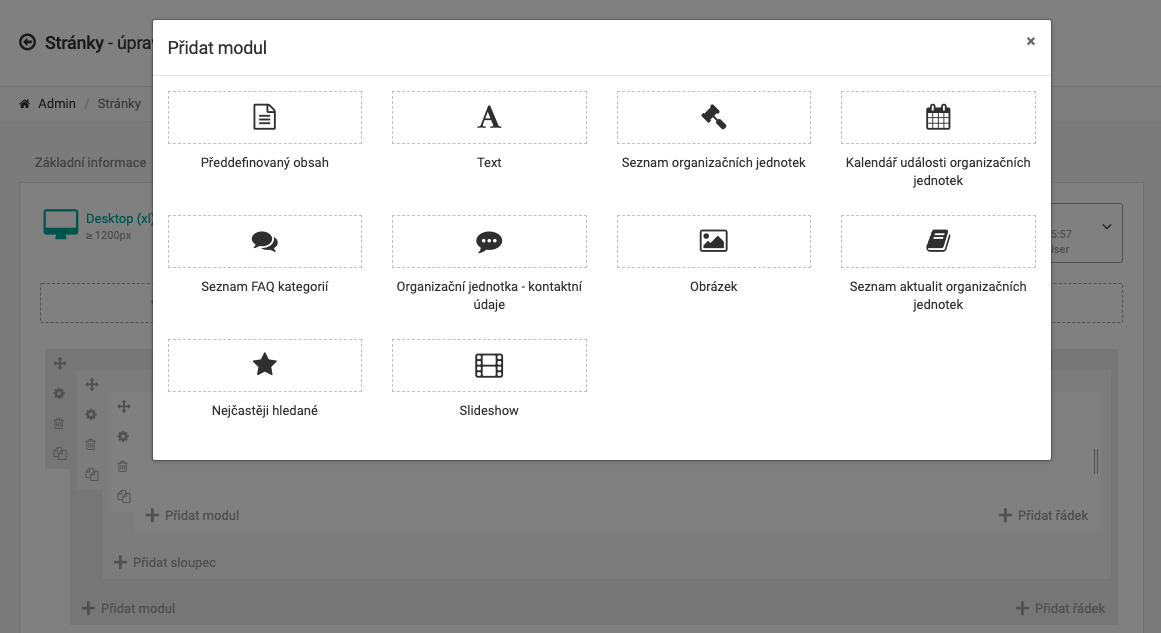 Stránky - úprav
Přidat modul
×
Admin / Stránky
Předdefinovaný obsah
Text
Seznam organizačních jednotek
Kalendář události organizačních
jednotek
Základní informace
Desktop (xl)
≥ 1200px
5:57
User
Seznam FAQ kategorií
Organizační jednotka - kontaktní
údaje
Obrázek
Seznam aktualit organizačních
jednotek
Nejčastěji hledané
Slideshow
Přidat modul
Přidat řádek
Přidat sloupec
Přidat modul
Přidat řádek